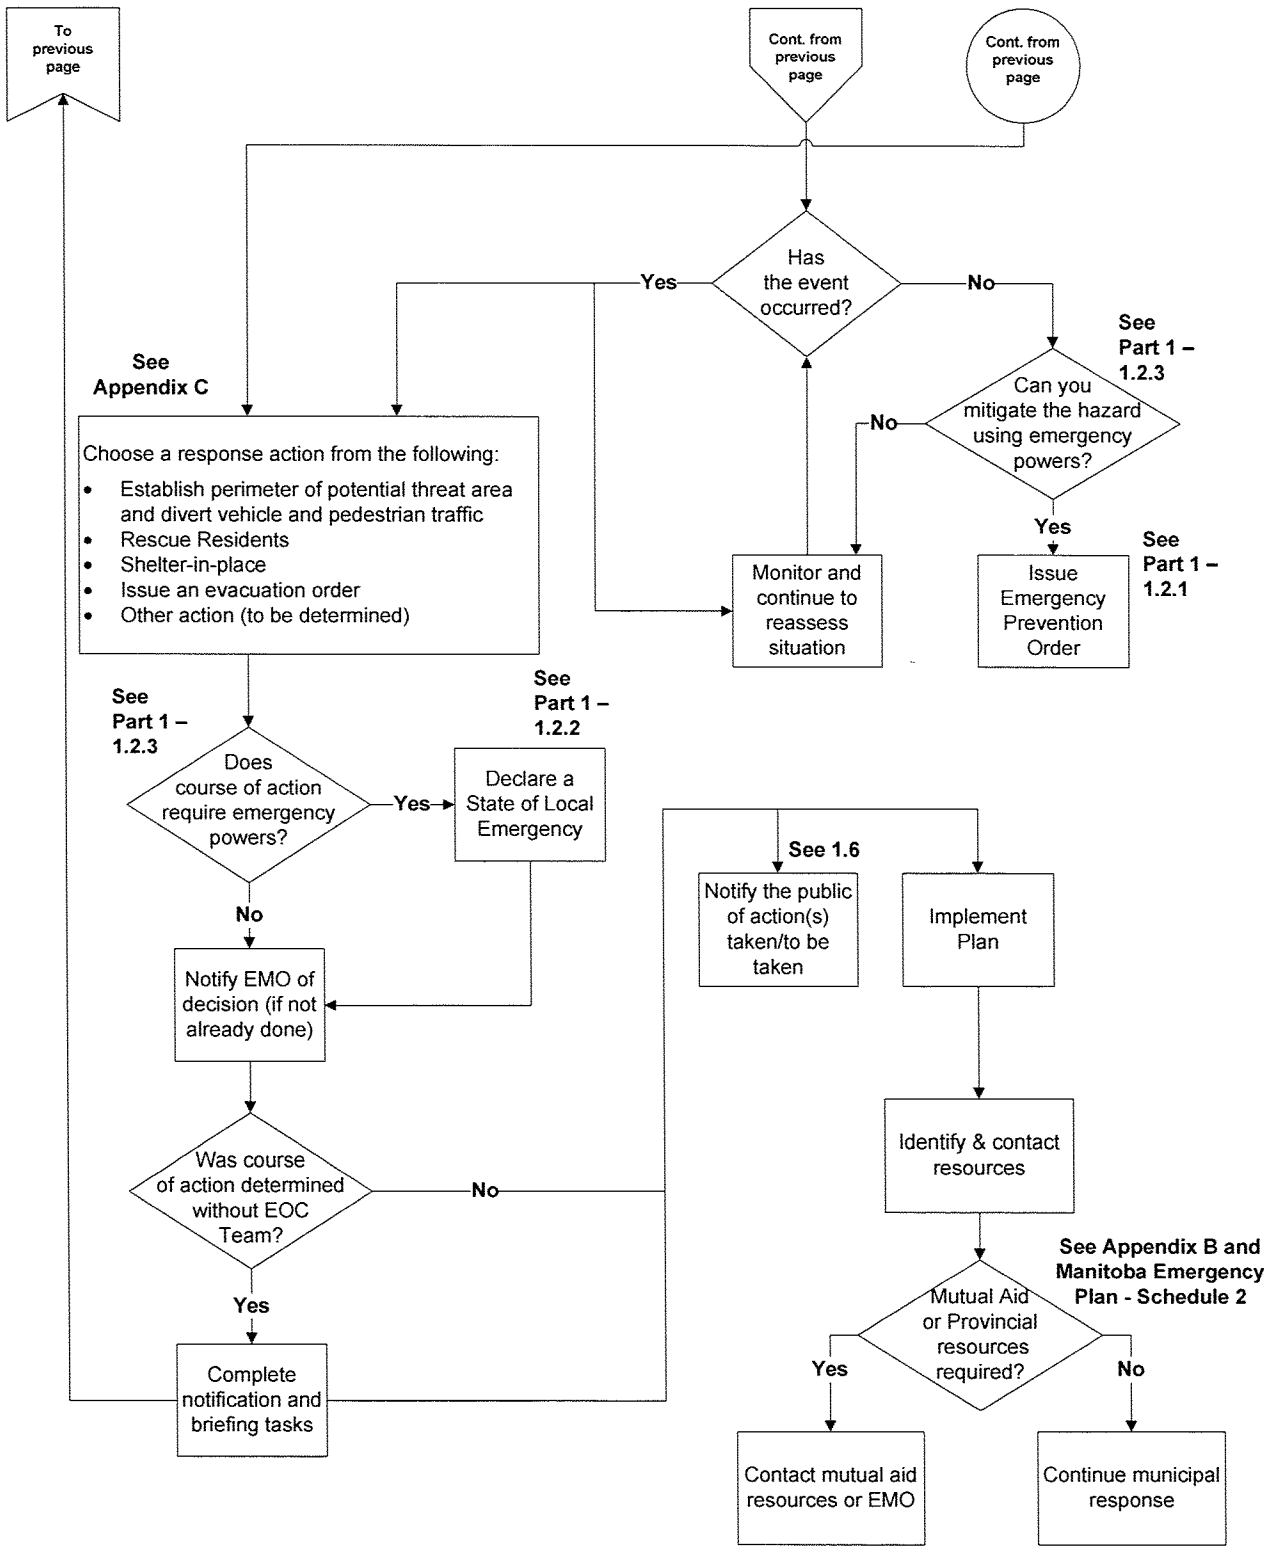 To
previous
page
Cont. from
previous
page
Cont. from
previous
page
Has
the event
occurred?
Yes
No
See
Part 1 –
1.2.3
See
Appendix C
Can you
mitigate the hazard
using emergency
powers?
No
Yes
Choose a response action from the following:
• Establish perimeter of potential threat area
and divert vehicle and pedestrian traffic
• Rescue Residents
• Shelter-in-place
• Issue an evacuation order
• Other action (to be determined)
Monitor and
continue to
reassess
situation
Issue
Emergency
Prevention
Order
See
Part 1 –
1.2.1
See
Part 1 –
1.2.3
See
Part 1 –
1.2.2
Does
course of action
require emergency
powers?
Yes
Declare a
State of Local
Emergency
No
See 1.6
Notify the public
of action(s)
taken/to be
taken
Implement
Plan
Notify EMO of
decision (if not
already done)
Was course
of action determined
without EOC
Team?
No
Yes
Identify & contact
resources
See Appendix B and
Manitoba Emergency
Plan - Schedule 2
Mutual Aid
or Provincial
resources
required?
Yes
No
Complete
notification and
briefing tasks
Contact mutual aid
resources or EMO
Continue municipal
response